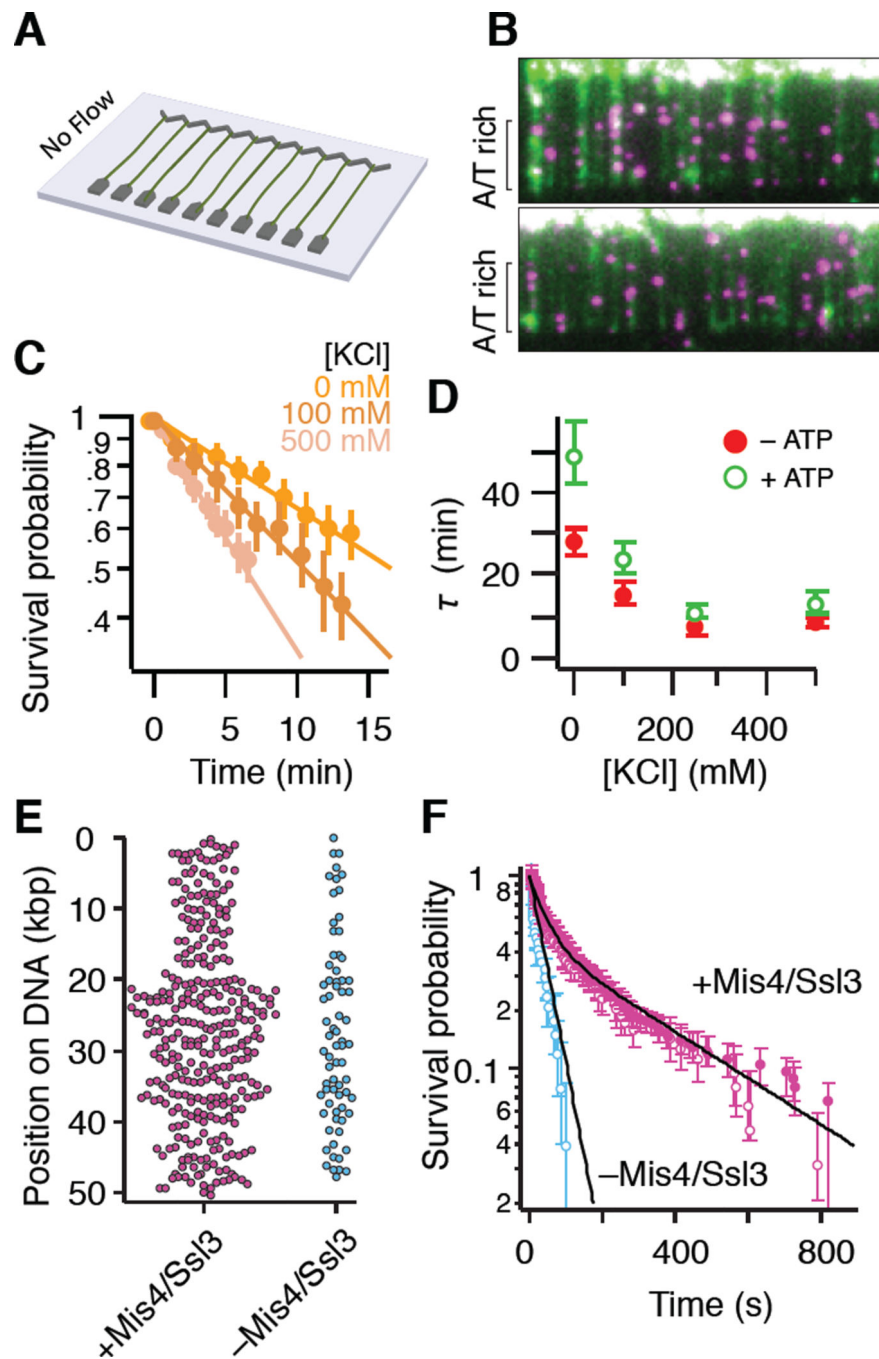 A
No Flow
B
A/T rich
A/T rich
C
[KCl]
0 mM
100 mM
500 mM
Survival probability
1
.9
.8
.7
.6
.5
.4
0
5
10
15
Time (min)
D
– ATP
+ ATP
τ (min)
40
20
0
0
200
400
[KCl] (mM)
E
Position on DNA (kbp)
0
10
20
30
40
50
+Mis4/Ssl3
–Mis4/Ssl3
F
Survival probability
1
8
6
4
2
0.1
8
6
4
2
+Mis4/Ssl3
–Mis4/Ssl3
0
400
800
Time (s)